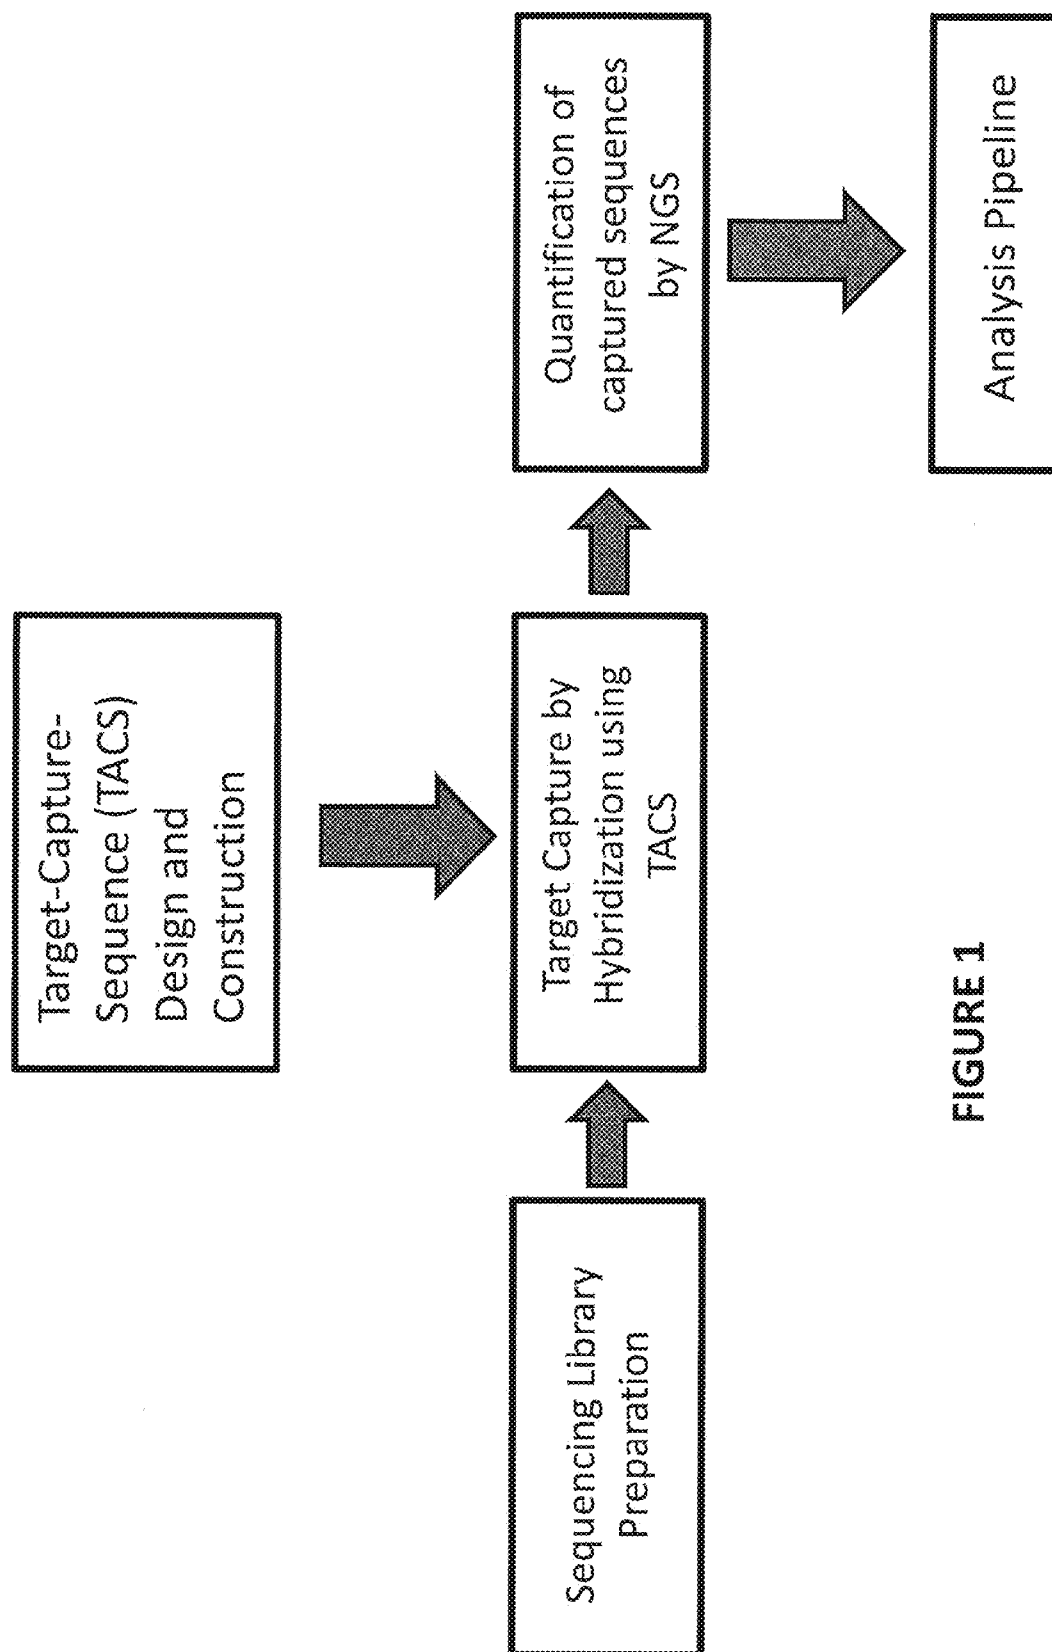 Target-Capture-
Sequence (TACS)
Design and
Construction
Sequencing Library
Preparation
Target Capture by
Hybridization using
TACS
Quantification of
captured sequences
by NGS
Analysis Pipeline
FIGURE 1